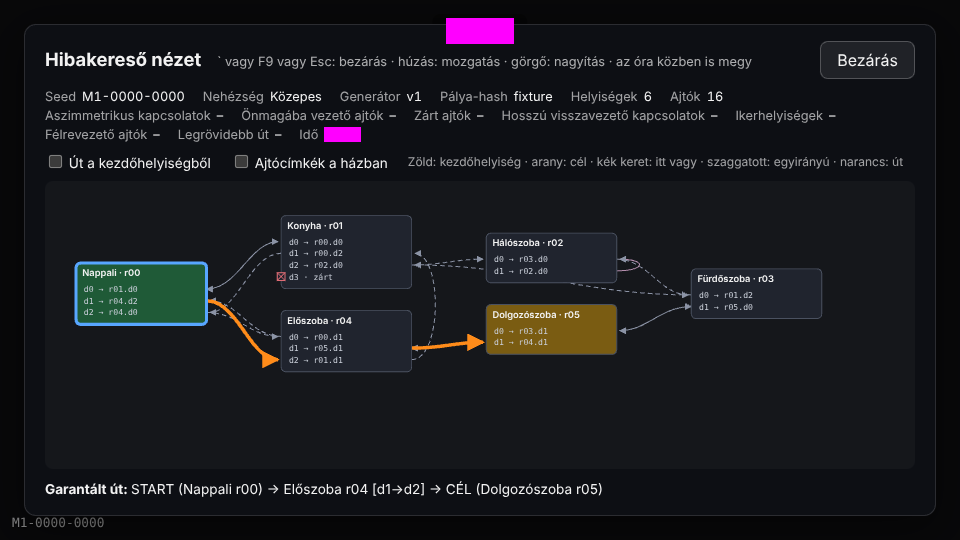 Hibakereső nézet ` vagy F9 vagy Esc: bezárás · húzás: mozgatás · görgő: nagyítás · az óra közben is megy Bezárás
Seed M1-0000-0000 Nehézség Közepes Generátor v1 Pálya-hash fixture Helyiségek 6 Ajtók 16
Aszimmetrikus kapcsolatok – Önmagába vezető ajtók – Zárt ajtók – Hosszú visszavezető kapcsolatok – Ikerhelyiségek –
Félrevezető ajtók – Legrövidebb út – Idő
Út a kezdőhelyiségből Ajtócímkék a házban Zöld: kezdőhelyiség · arany: cél · kék keret: itt vagy · szaggatott: egyirányú · narancs: út
Nappali · r00
d0 → r01.d0
d1 → r04.d2
d2 → r04.d0
Konyha · r01
d0 → r00.d0
d1 → r00.d2
d2 → r02.d0
d3 · zárt
Előszoba · r04
d0 → r00.d1
d1 → r05.d1
d2 → r01.d1
Hálószoba · r02
d0 → r03.d0
d1 → r02.d0
Dolgozószoba · r05
d0 → r03.d1
d1 → r04.d1
Fürdőszoba · r03
d0 → r01.d2
d1 → r05.d0
Garantált út: START (Nappali r00) → Előszoba r04 [d1→d2] → CÉL (Dolgozószoba r05)
M1-0000-0000